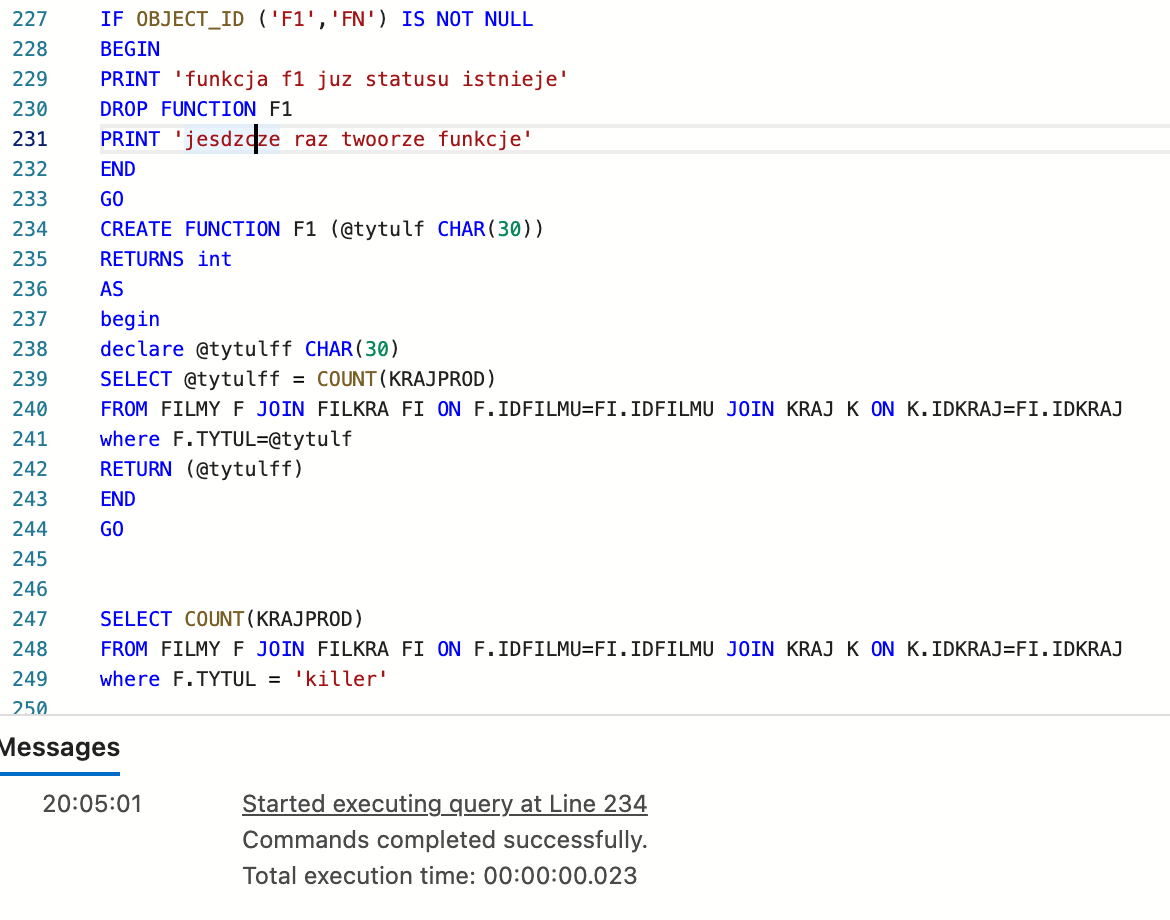 227 IF OBJECT_ID ('F1','FN') IS NOT NULL
228 BEGIN
229 PRINT 'funkcja f1 juz statusu istnieje'
230 DROP FUNCTION F1
231 PRINT 'jesdzcze raz twoorze funkcje'
232 END
233 GO
234 CREATE FUNCTION F1 (@tytulf CHAR(30))
235 RETURNS int
236 AS
237 begin
238 declare @tytulff CHAR(30)
239 SELECT @tytulff = COUNT(KRAJPROD)
240 FROM FILMY F JOIN FILKRA FI ON F.IDFILMU=FI.IDFILMU JOIN KRAJ K ON K.IDKRAJ=FI.IDKRAJ
241 where F.TYTUL=@tytulf
242 RETURN (@tytulff)
243 END
244 GO
245
246
247 SELECT COUNT(KRAJPROD)
248 FROM FILMY F JOIN FILKRA FI ON F.IDFILMU=FI.IDFILMU JOIN KRAJ K ON K.IDKRAJ=FI.IDKRAJ
249 where F.TYTUL = 'killer'
250
Messages
20:05:01 Started executing query at Line 234
Commands completed successfully.
Total execution time: 00:00:00.023